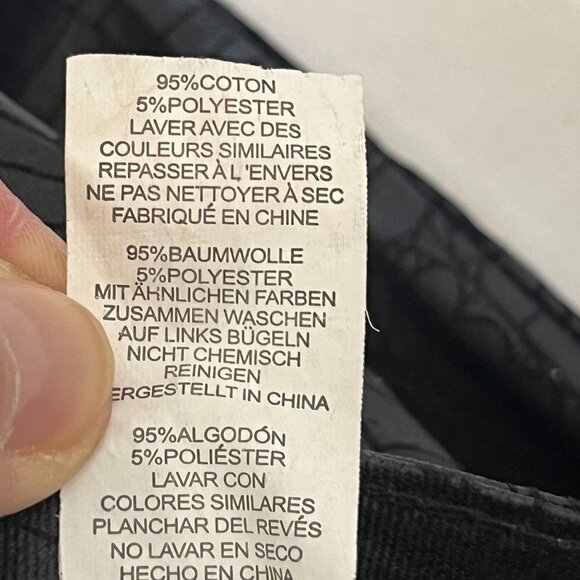 95%COTON
5%POLYESTER
LAVER AVEC DES
COULEURS SIMILAIRES
REPASSER À L'ENVERS
NE PAS NETTOYER À SEC
FABRIQUÉ EN CHINE
95%BAUMWOLLE
5%POLYESTER
MIT ÄHNLICHEN FARBEN
ZUSAMMEN WASCHEN
AUF LINKS BÜGELN
NICHT CHEMISCH
REINIGEN
ERGESTELLT IN CHINA
95%ALGODÓN
5%POLIÉSTER
LAVAR CON
COLORES SIMILARES
PLANCHAR DEL REVÉS
NO LAVAR EN SECO
HECHO EN CHINA